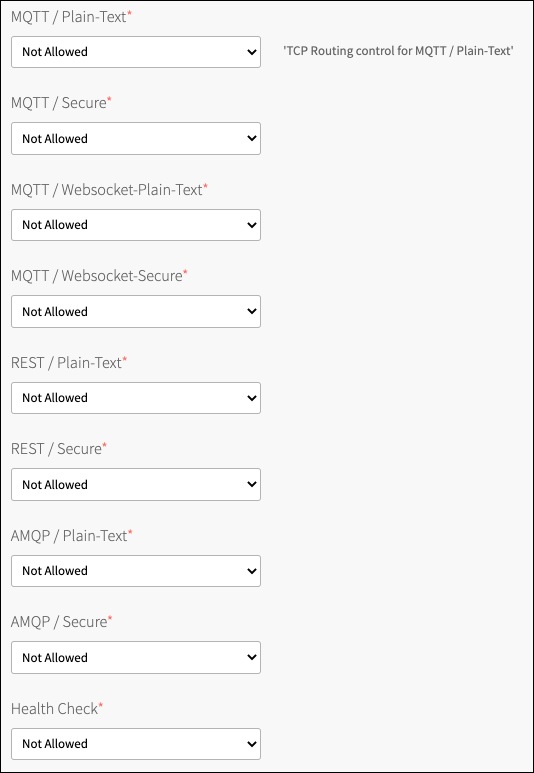 MQTT / Plain-Text*
Not Allowed
'TCP Routing control for MQTT / Plain-Text'
MQTT / Secure*
Not Allowed
MQTT / Websocket-Plain-Text*
Not Allowed
MQTT / Websocket-Secure*
Not Allowed
REST / Plain-Text*
Not Allowed
REST / Secure*
Not Allowed
AMQP / Plain-Text*
Not Allowed
AMQP / Secure*
Not Allowed
Health Check*
Not Allowed